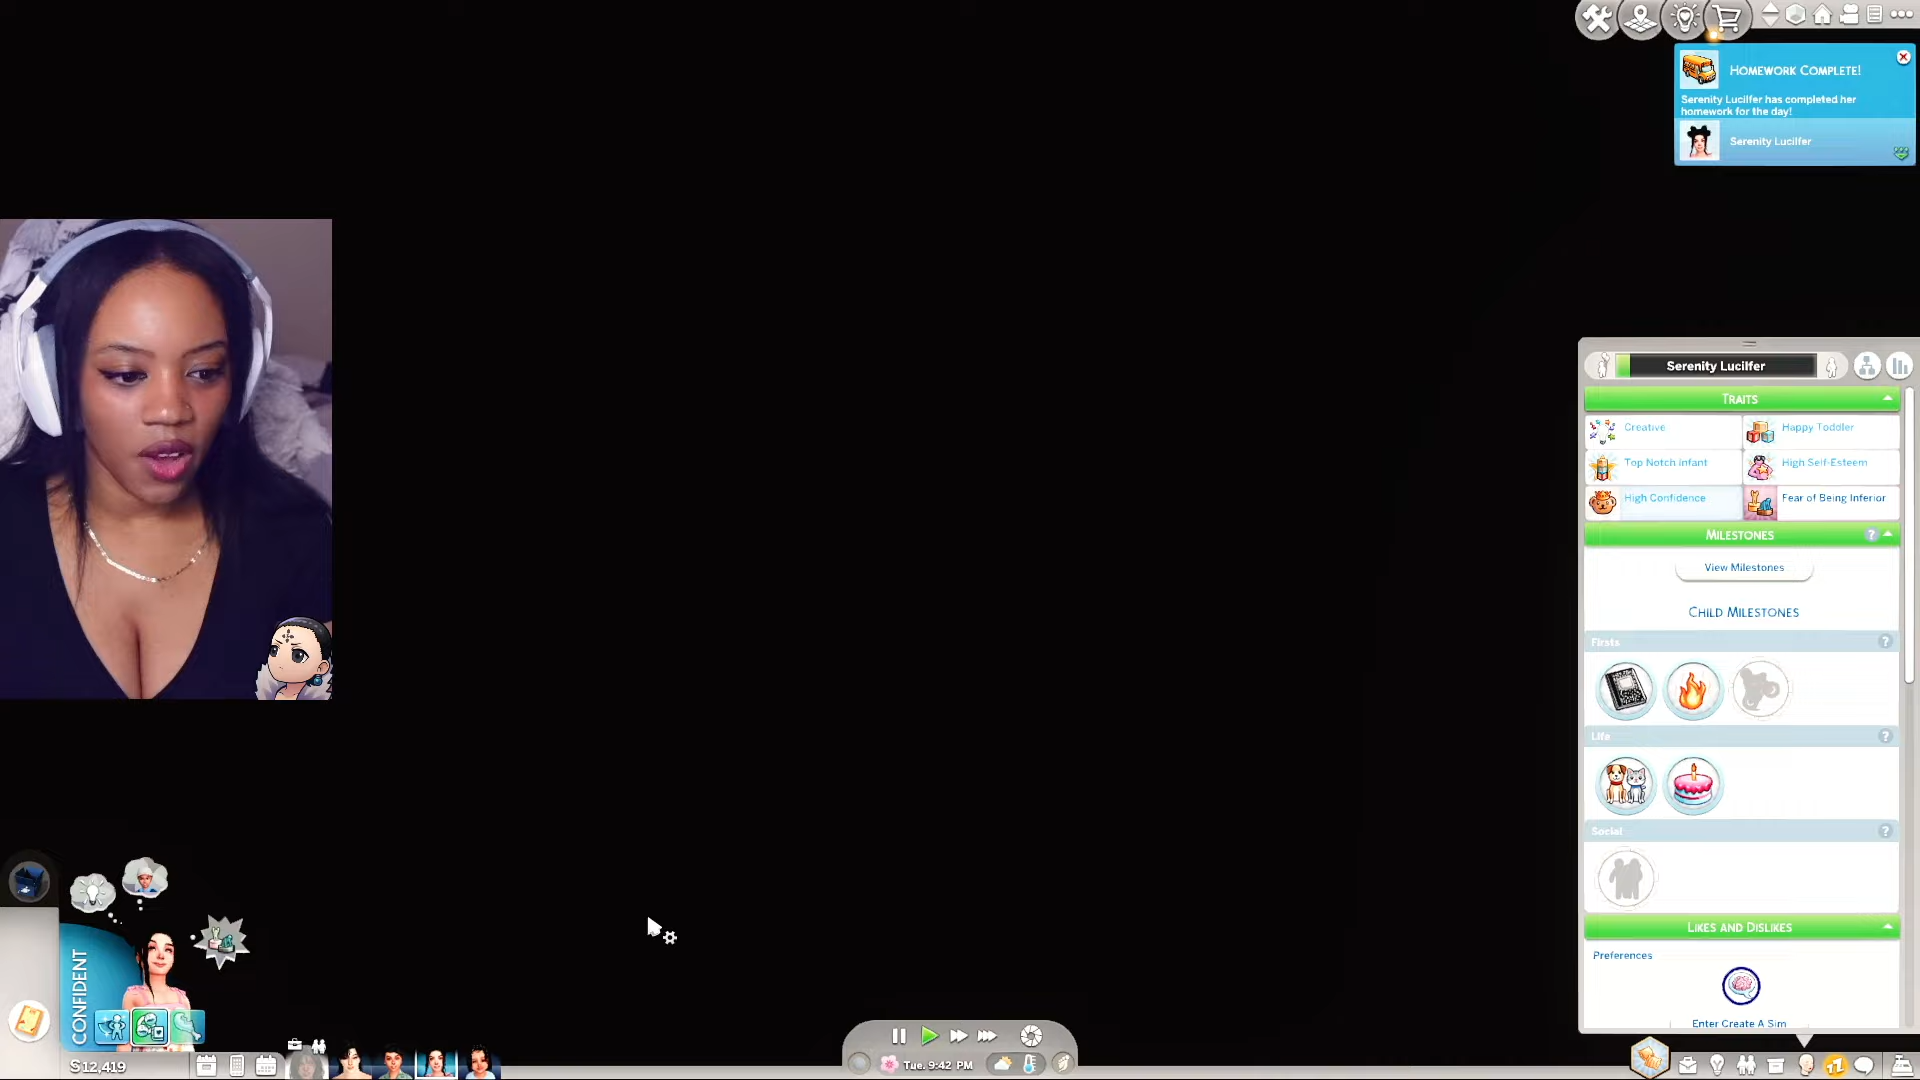 HOMEWORK COMPLETE!
Serenity Lucilfer has completed her
homework for the day!
Serenity Lucilfer
Serenity Lucilfer
TRAITS
Creative
Happy Toddler
Top Notch Infant
High Self-Esteem
High Confidence
Fear of Being Inferior
MILESTONES
View Milestones
CHILD MILESTONES
Firsts
Life
Social
LIKES AND DISLIKES
Preferences
Enter Create A Sim
CONFIDENT
§12,419
Tue. 9:42 PM